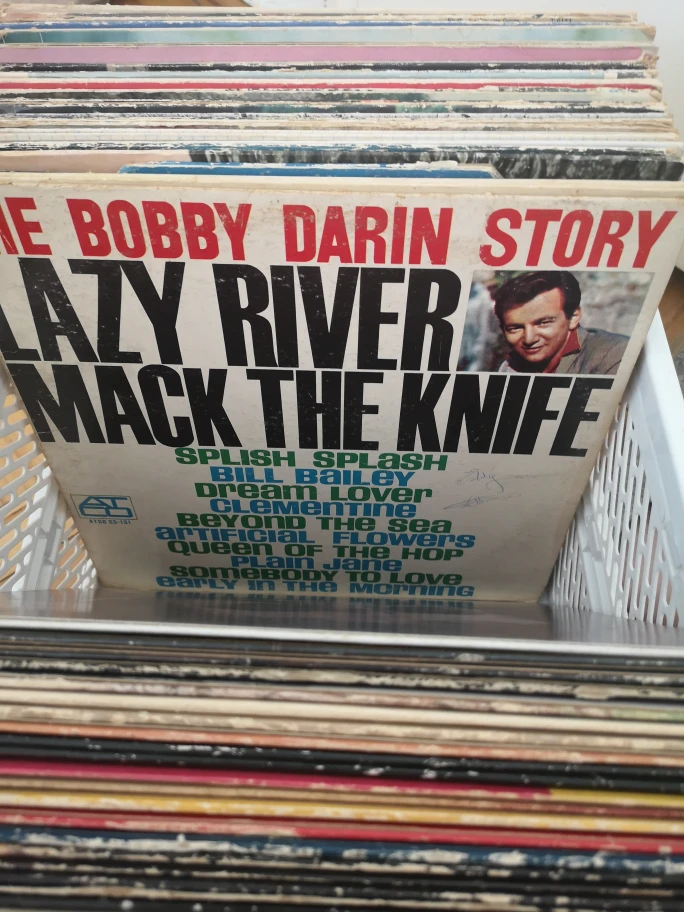 HE BOBBY DARIN STORY
LAZY RIVER
MACK THE KNIFE
SPLISH SPLASH
BILL BAILEY
DREAM LOVER
CLEMENTINE
BEYOND THE SEA
ARTIFICIAL FLOWERS
QUEEN OF THE HOP
PLAIN JANE
SOMEBODY TO LOVE
EARLY IN THE MORNING
ATCO